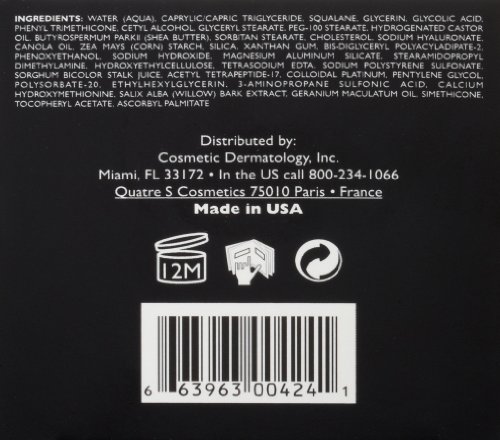 INGREDIENTS: WATER (AQUA), CAPRYLIC/CAPRIC TRIGLYCERIDE, SQUALANE, GLYCERIN, GLYCOLIC ACID,
PHENYL TRIMETHICONE, CETYL ALCOHOL, GLYCERYL STEARATE, PEG-100 STEARATE, HYDROGENATED CASTOR
OIL, BUTYROSPERMUM PARKII (SHEA BUTTER), SORBITAN STEARATE, CHOLESTEROL, SODIUM HYALURONATE,
CANOLA OIL, ZEA MAYS (CORN) STARCH, SILICA, XANTHAN GUM, BIS-DIGLYCERYL POLYACYLADIPATE-2,
PHENOXYETHANOL, SODIUM HYDROXIDE, MAGNESIUM ALUMINUM SILICATE, STEARAMIDOPROPYL
DIMETHYLAMINE, HYDROXYETHYLCELLULOSE, TETRASODIUM EDTA, SODIUM POLYSTYRENE SULFONATE,
SORGHUM BICOLOR STALK JUICE, ACETYL TETRAPEPTIDE-17, COLLOIDAL PLATINUM, PENTYLENE GLYCOL,
POLYSORBATE-20, ETHYLHEXYLGLYCERIN, 3-AMINOPROPANE SULFONIC ACID, CALCIUM
HYDROXYMETHIONINE, SALIX ALBA (WILLOW) BARK EXTRACT, GERANIUM MACULATUM OIL, SIMETHICONE,
TOCOPHERYL ACETATE, ASCORBYL PALMITATE
Distributed by:
Cosmetic Dermatology, Inc.
Miami, FL 33172 • In the US call 800-234-1066
Quatre S Cosmetics 75010 Paris • France
Made in USA
12M
6 63963 00424 1